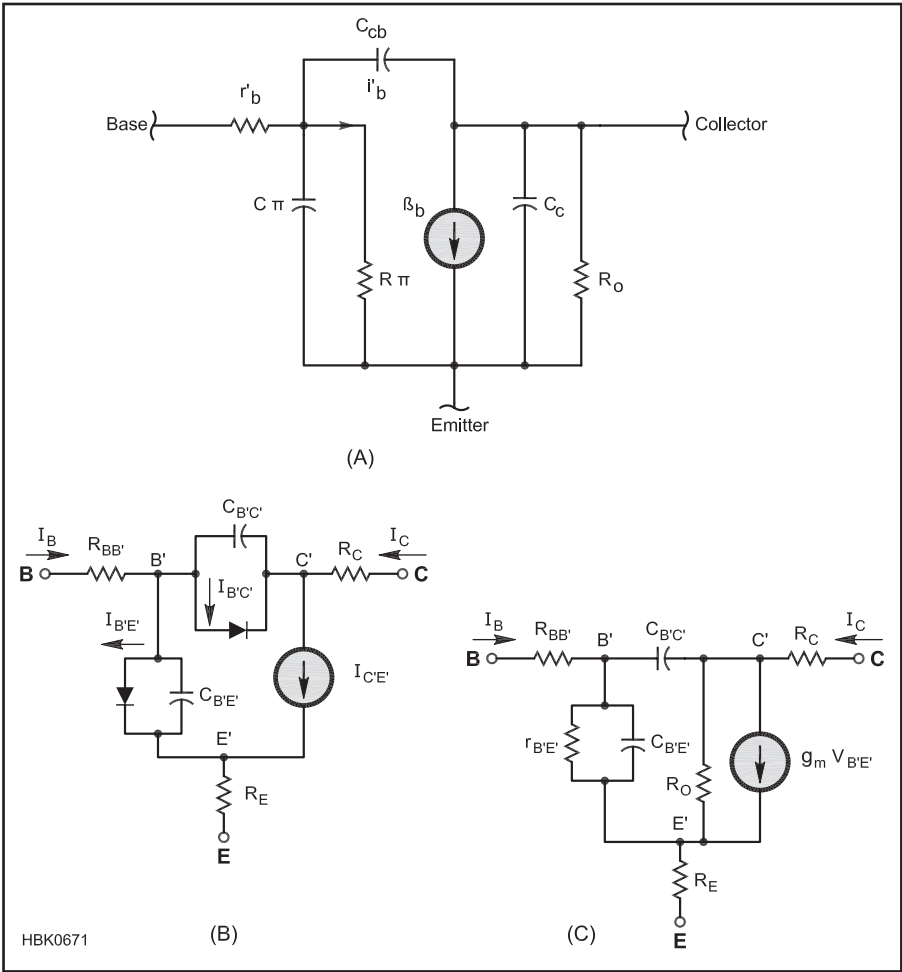 C_cb
i'_b
r'_b
Base
Collector
C π
ß_b
C_c
R π
R_o
Emitter
(A)
C_B'C'
I_B
R_BB'
B'
C'
R_C
I_C
B
C
I_B'C'
I_B'E'
C_B'E'
I_C'E'
E'
R_E
E
(B)
I_B
R_BB'
B'
C_B'C'
C'
R_C
I_C
B
C
r_B'E'
C_B'E'
R_O
g_m V_B'E'
E'
R_E
E
(C)
HBK0671